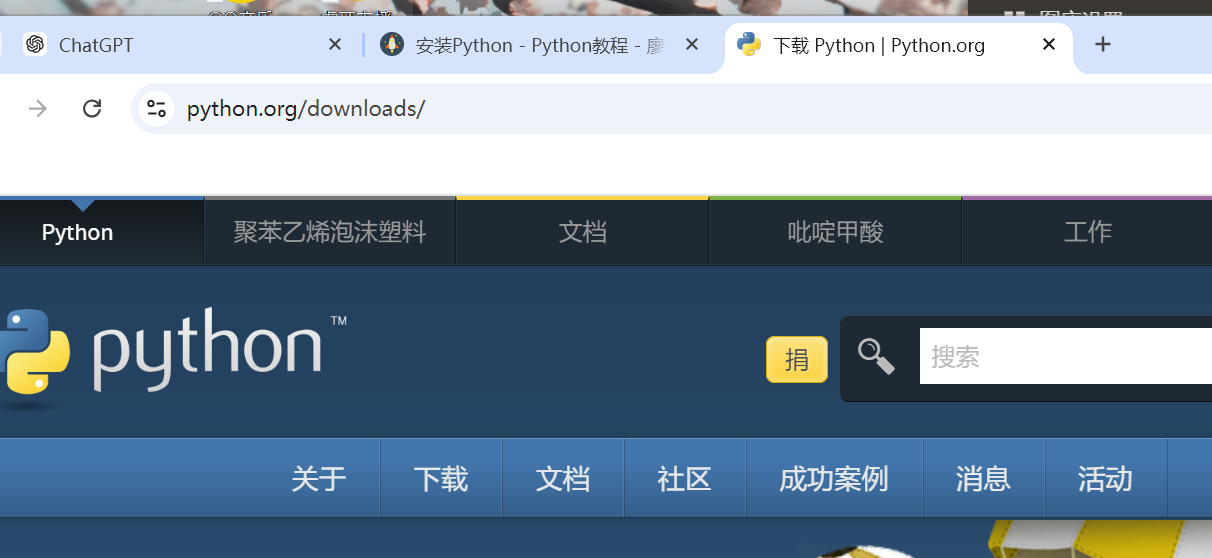 ChatGPT
安装Python - Python教程 - 廖
下载 Python | Python.org
python.org/downloads/
Python
聚苯乙烯泡沫塑料
文档
吡啶甲酸
工作
python™
捐
搜索
关于
下载
文档
社区
成功案例
消息
活动